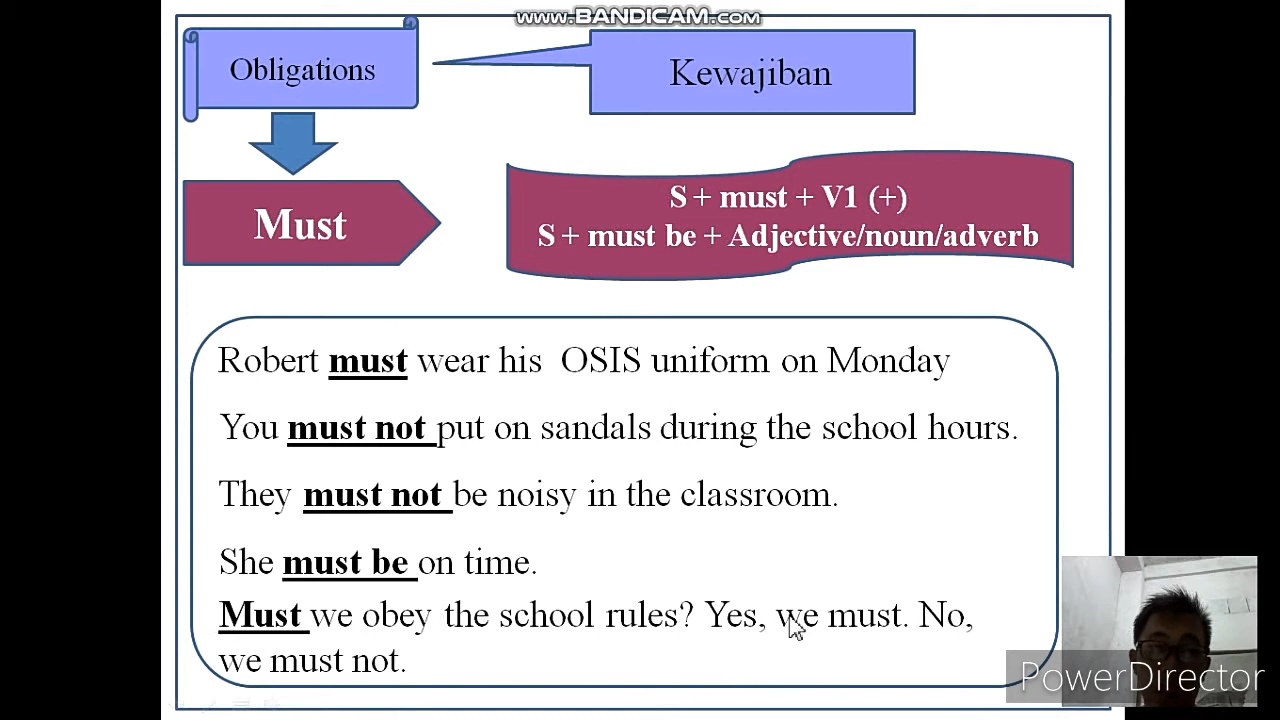 www.BANDICAM.com
Obligations
Kewajiban
Must
S + must + V1 (+)
S + must be + Adjective/noun/adverb
Robert must wear his OSIS uniform on Monday
You must not put on sandals during the school hours.
They must not be noisy in the classroom.
She must be on time.
Must we obey the school rules? Yes, we must. No,
we must not.
PowerDirector